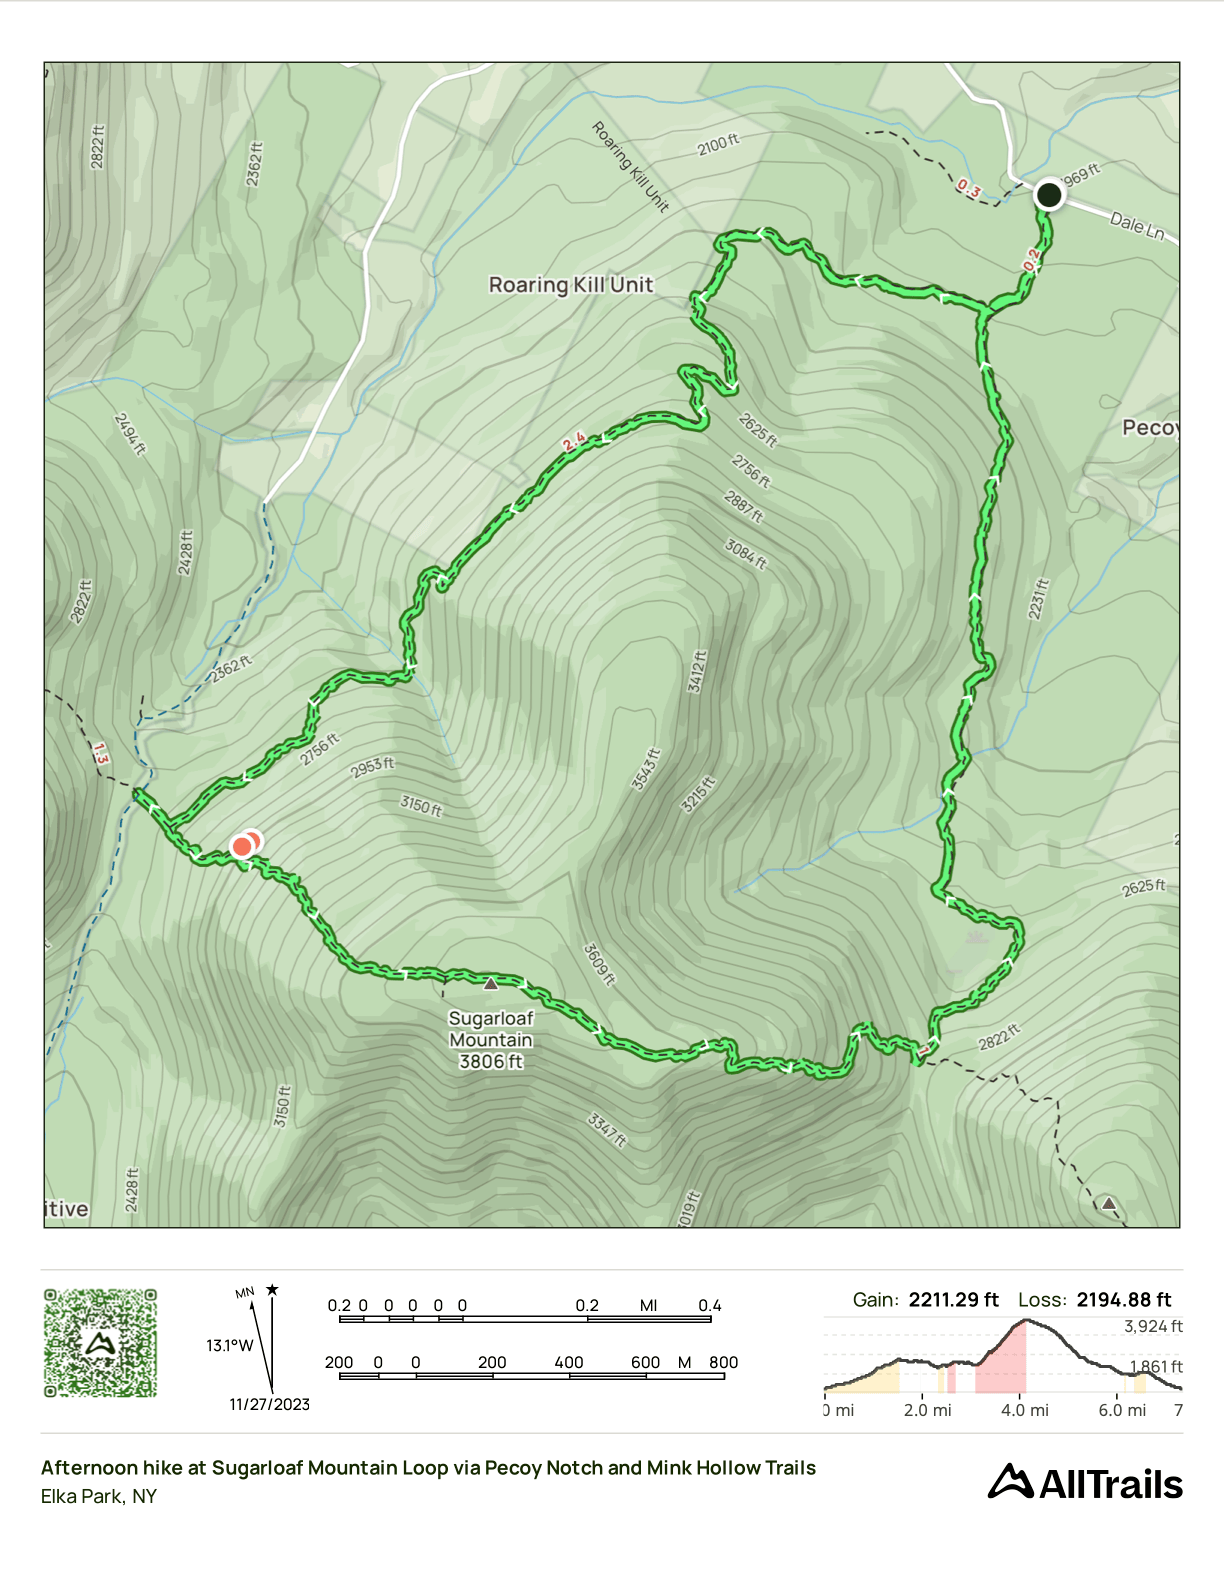 2822 ft
2362 ft
2100 ft
Roaring Kill Unit
0.3
969 ft
Dale Ln
0.2
Roaring Kill Unit
2494 ft
2.4
2625 ft
Pecoy
2756 ft
2887 ft
2428 ft
3084 ft
2822 ft
2231 ft
2362 ft
3412 ft
1.3
2756 ft
2953 ft
3543 ft
3215 ft
3150 ft
2625 ft
3609 ft
Sugarloaf
Mountain
3806 ft
2822 ft
1
3150 ft
3347 ft
2428 ft
3019 ft
itive
MN
13.1°W
11/27/2023
0.2 0 0 0 0 0 0.2 MI 0.4
200 0 0 200 400 600 M 800
Gain: 2211.29 ft Loss: 2194.88 ft
3,924 ft
1,861 ft
0 mi 2.0 mi 4.0 mi 6.0 mi 7
Afternoon hike at Sugarloaf Mountain Loop via Pecoy Notch and Mink Hollow Trails
Elka Park, NY
AllTrails